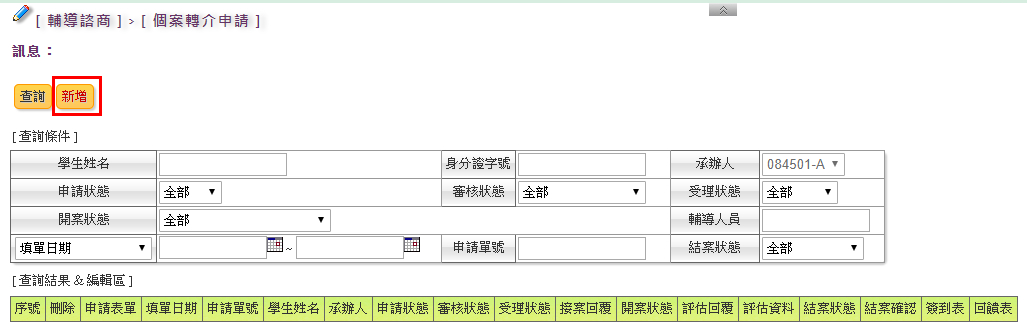 [ 輔導諮商 ] > [ 個案轉介申請 ]
訊息：
查詢 新增
[ 查詢條件 ]
學生姓名 身分證字號 承辦人 084501-A
申請狀態 全部 審核狀態 全部 受理狀態 全部
開案狀態 全部 輔導人員
填單日期 ~ 申請單號 結案狀態 全部
[ 查詢結果 & 編輯區 ]
序號 刪除 申請表單 填單日期 申請單號 學生姓名 承辦人 申請狀態 審核狀態 受理狀態 接案回覆 開案狀態 評估回覆 評估資料 結案狀態 結案確認 簽到表 回饋表